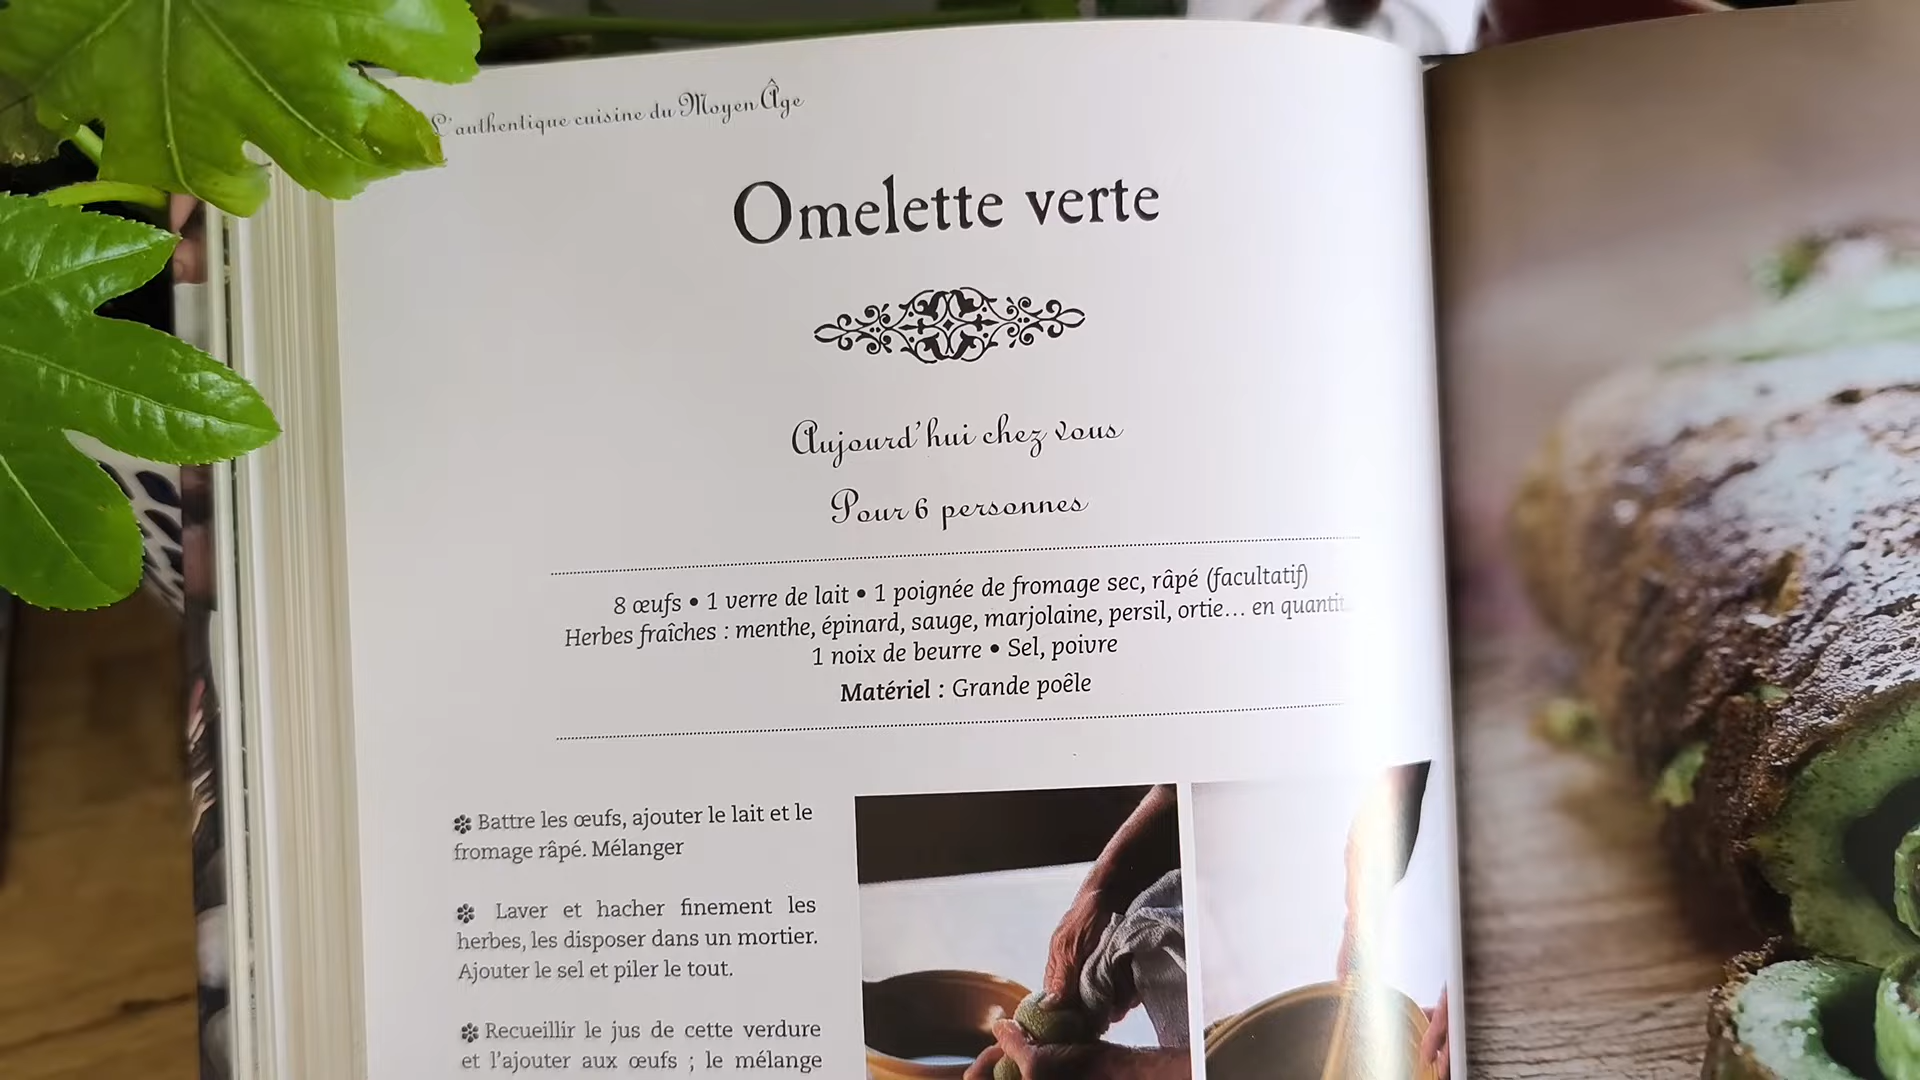 L'authentique cuisine du Moyen Âge
Omelette verte
Aujourd'hui chez vous
Pour 6 personnes
8 œufs • 1 verre de lait • 1 poignée de fromage sec, râpé (facultatif)
Herbes fraîches : menthe, épinard, sauge, marjolaine, persil, ortie… en
1 noix de beurre • Sel, poivre
Matériel : Grande poêle
Battre les œufs, ajouter le lait et le
fromage râpé. Mélanger
Laver et hacher finement les
herbes, les disposer dans un mortier.
Ajouter le sel et piler le tout.
Recueillir le jus de cette verdure
et l'ajouter aux œufs ; le mélange